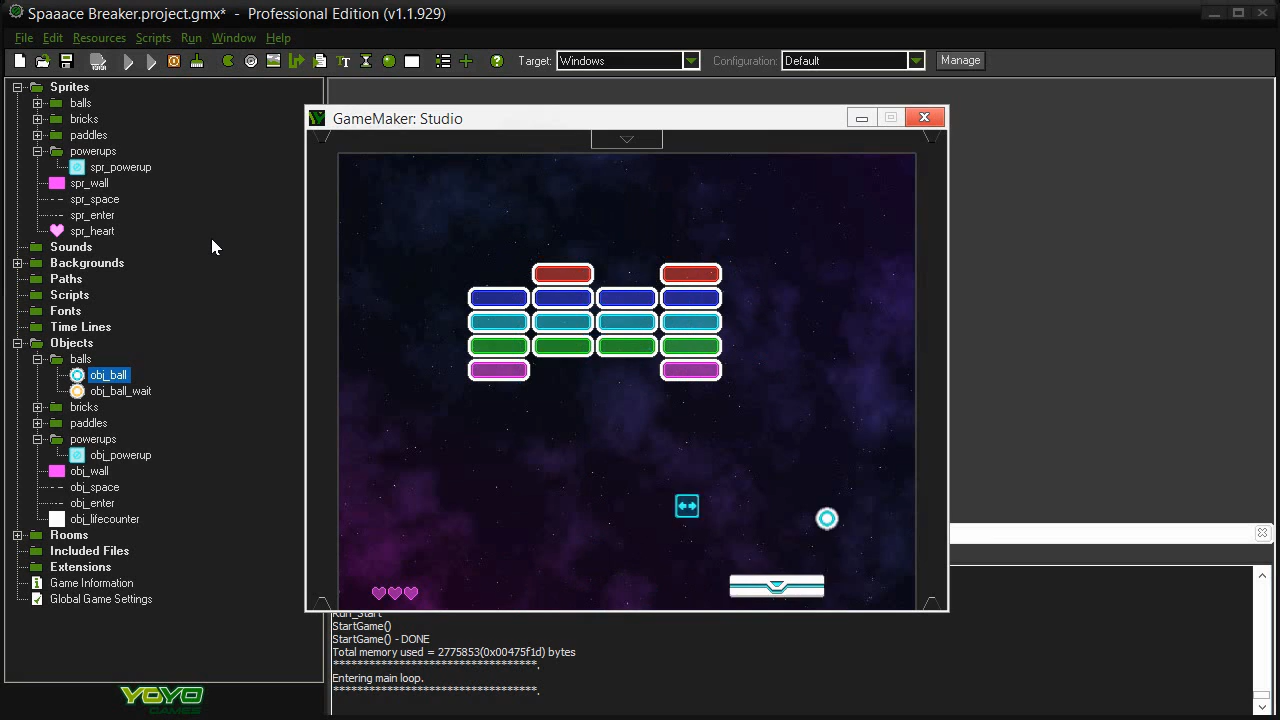 Spaaace Breaker.project.gmx* - Professional Edition (v1.1.929)
File Edit Resources Scripts Run Window Help
Target: Windows Configuration: Default Manage
Sprites
balls
bricks
paddles
powerups
spr_powerup
spr_wall
spr_space
spr_enter
spr_heart
Sounds
Backgrounds
Paths
Scripts
Fonts
Time Lines
Objects
balls
obj_ball
obj_ball_wait
bricks
paddles
powerups
obj_powerup
obj_wall
obj_space
obj_enter
obj_lifecounter
Rooms
Included Files
Extensions
Game Information
Global Game Settings
YOYO
GAMES
GameMaker: Studio
Run_Start
StartGame()
StartGame() - DONE
Total memory used = 2775853(0x00475f1d) bytes
**********************************.
Entering main loop.
**********************************.